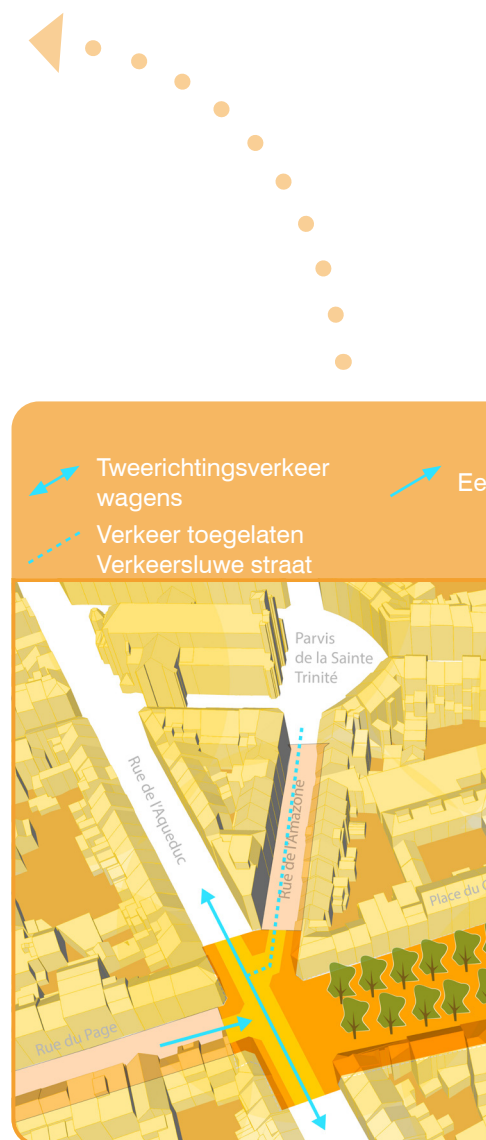 Tweerichtingsverkeer
wagens
Ee
Verkeer toegelaten
Verkeersluwe straat
Parvis
de la Sainte
Trinité
Rue de l'Aqueduc
Rue de l'Amazone
Place du
Rue du Page